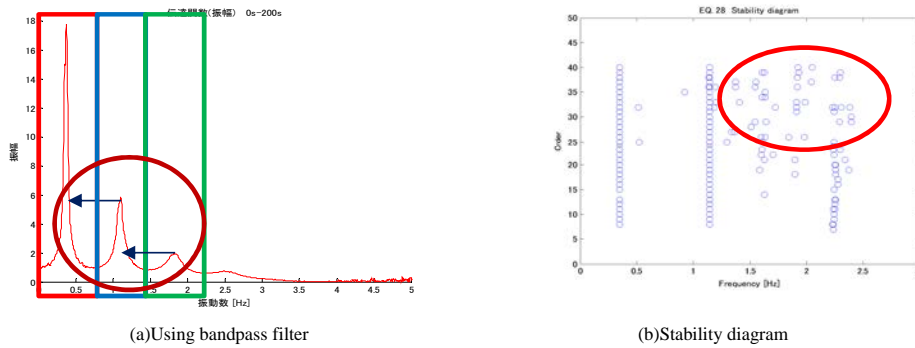 伝達関数(振幅) 0s-200s
18
16
14
12
10
8
6
4
2
0
振幅
0.5 1 1.5 2 2.5 3 3.5 4 4.5 5
振動数 [Hz]
(a)Using bandpass filter
EQ. 28 Stability diagram
50
45
40
35
30
25
20
15
10
5
0
Order
0 0.5 1 1.5 2 2.5
Frequency [Hz]
(b)Stability diagram